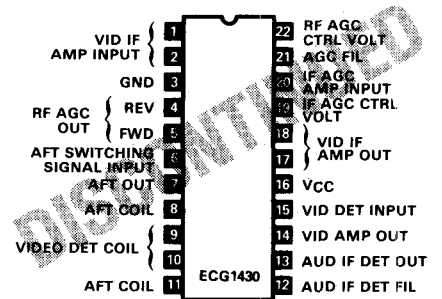 VID IF
AMP INPUT
GND
REV
RF AGC
OUT
FWD
AFT SWITCHING
SIGNAL INPUT
AFT OUT
AFT COIL
VIDEO DET COIL
AFT COIL
1
2
3
4
5
6
7
8
9
10
11
ECG1430
22
21
20
19
18
17
16
15
14
13
12
RF AGC
CTRL VOLT
AGC FIL
IF AGC
AMP INPUT
IF AGC CTRL
VOLT
VID IF
AMP OUT
VCC
VID DET INPUT
VID AMP OUT
AUD IF DET OUT
AUD IF DET FIL
DISCONTINUED